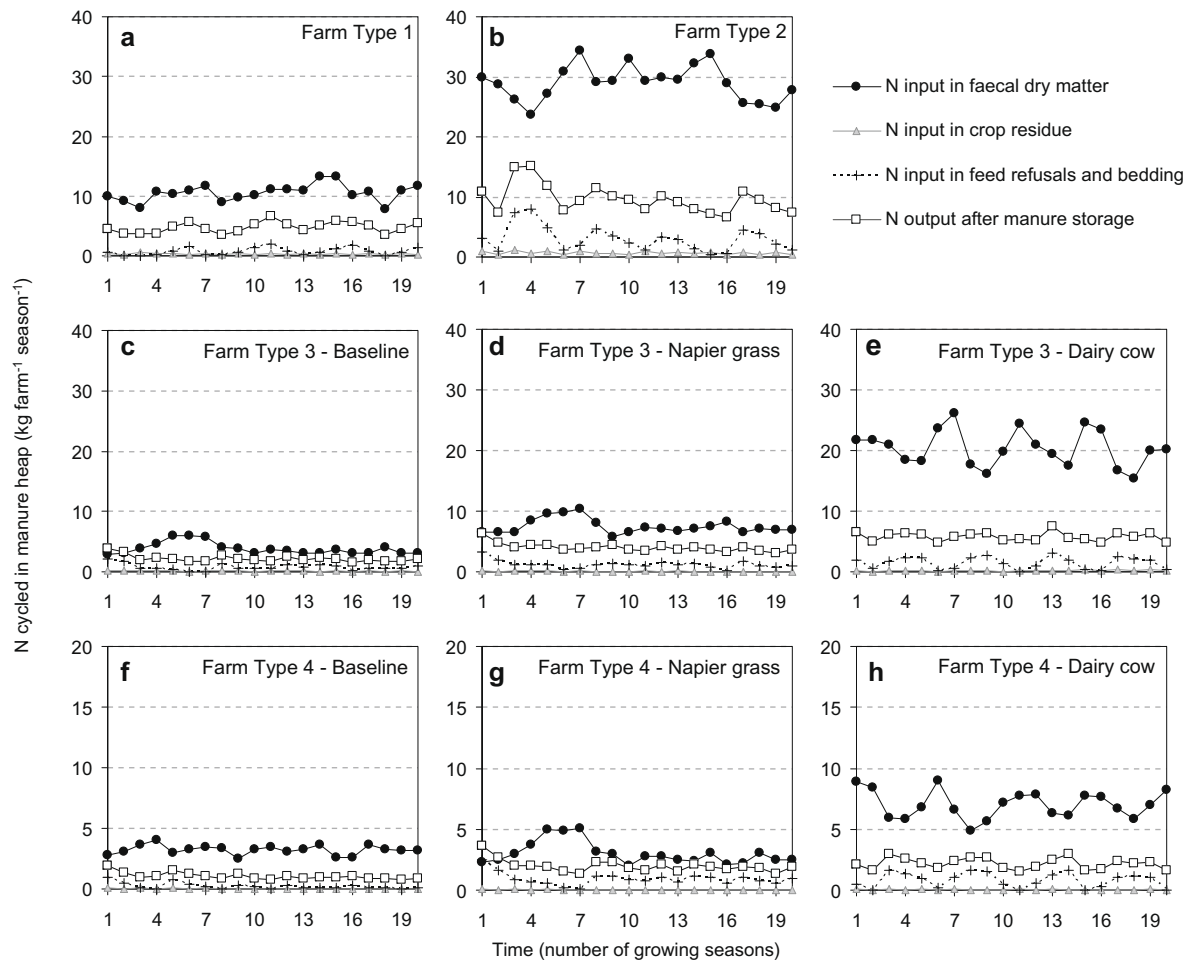 a Farm Type 1
40
30
20
10
0
1 4 7 10 13 16 19
b Farm Type 2
40
30
20
10
0
1 4 7 10 13 16 19
N input in faecal dry matter
N input in crop residue
N input in feed refusals and bedding
N output after manure storage
N cycled in manure heap (kg farm⁻¹ season⁻¹)
c Farm Type 3 - Baseline
40
30
20
10
0
1 4 7 10 13 16 19
d Farm Type 3 - Napier grass
40
30
20
10
0
1 4 7 10 13 16 19
e Farm Type 3 - Dairy cow
40
30
20
10
0
1 4 7 10 13 16 19
f Farm Type 4 - Baseline
20
15
10
5
0
1 4 7 10 13 16 19
g Farm Type 4 - Napier grass
20
15
10
5
0
1 4 7 10 13 16 19
h Farm Type 4 - Dairy cow
20
15
10
5
0
1 4 7 10 13 16 19
Time (number of growing seasons)